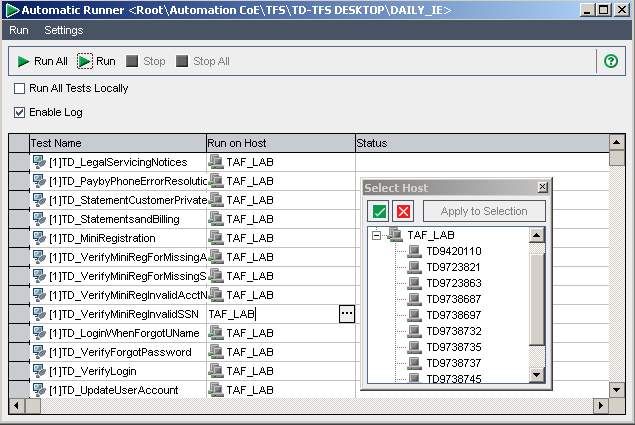 Automatic Runner <Root\Automation CoE\TFS\TD-TFS DESKTOP\DAILY_IE>
Run Settings
Run All Run Stop Stop All
Run All Tests Locally
Enable Log
Test Name Run on Host Status
[1]TD_LegalServicingNotices TAF_LAB
[1]TD_PaybyPhoneErrorResolutic TAF_LAB
[1]TD_StatementCustomerPrivate TAF_LAB
[1]TD_StatementsandBilling TAF_LAB
[1]TD_MiniRegistration TAF_LAB
[1]TD_VerifyMiniRegForMissingA TAF_LAB
[1]TD_VerifyMiniRegForMissingS TAF_LAB
[1]TD_VerifyMiniRegInvalidAcctN TAF_LAB
[1]TD_VerifyMiniRegInvalidSSN TAF_LAB ...
[1]TD_LoginWhenForgotUName TAF_LAB
[1]TD_VerifyForgotPassword TAF_LAB
[1]TD_VerifyLogin TAF_LAB
[1]TD_UpdateUserAccount TAF_LAB
Select Host
Apply to Selection
TAF_LAB
TD9420110
TD9723821
TD9723863
TD9738687
TD9738697
TD9738732
TD9738735
TD9738737
TD9738745